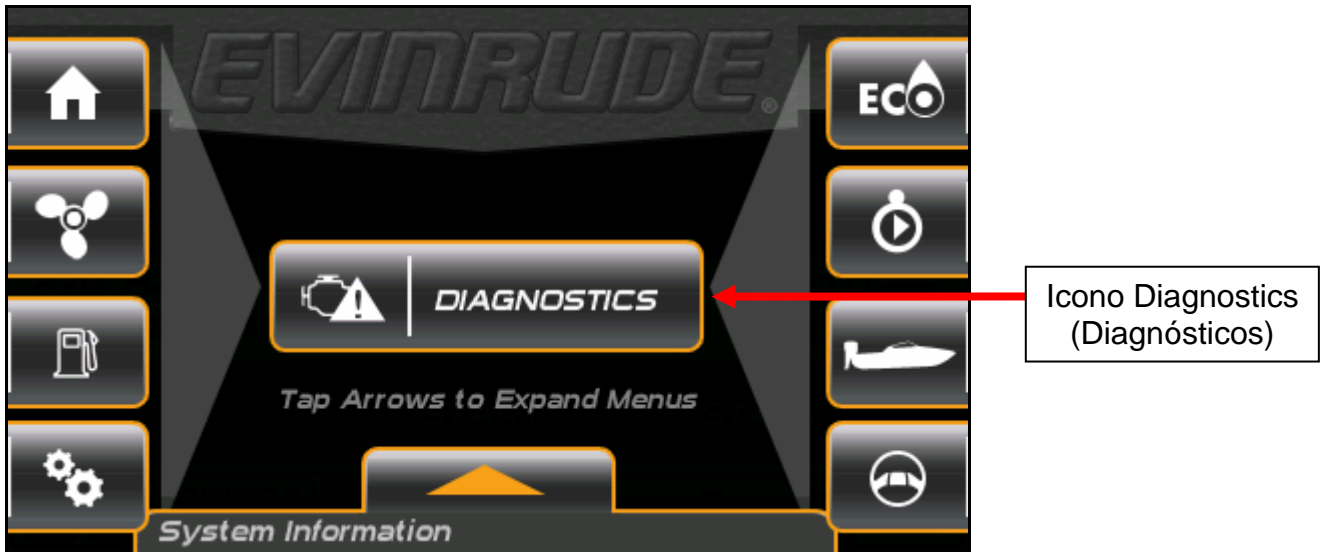 EVINRUDE®
ECO
DIAGNOSTICS
Icono Diagnostics
(Diagnósticos)
Tap Arrows to Expand Menus
System Information